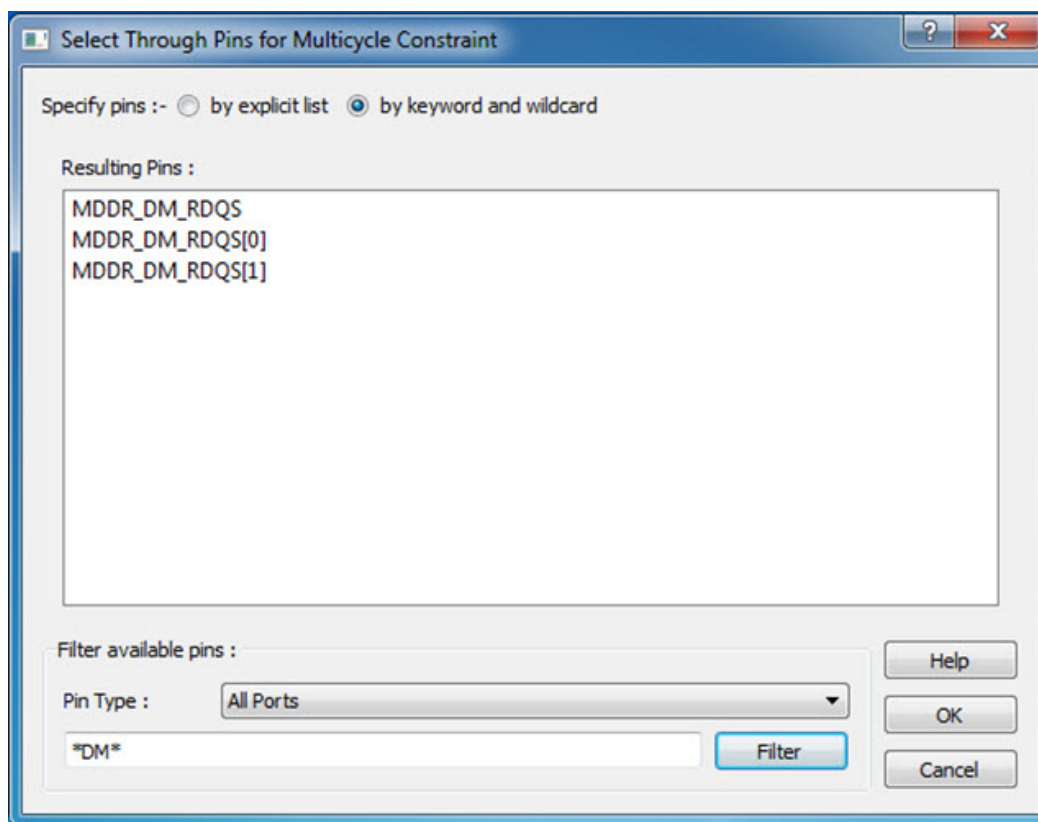 Select Through Pins for Multicycle Constraint
Specify pins :- by explicit list by keyword and wildcard
Resulting Pins :
MDDR_DM_RDQS
MDDR_DM_RDQS[0]
MDDR_DM_RDQS[1]
Filter available pins :
Help
Pin Type : All Ports
OK
*DM* Filter
Cancel